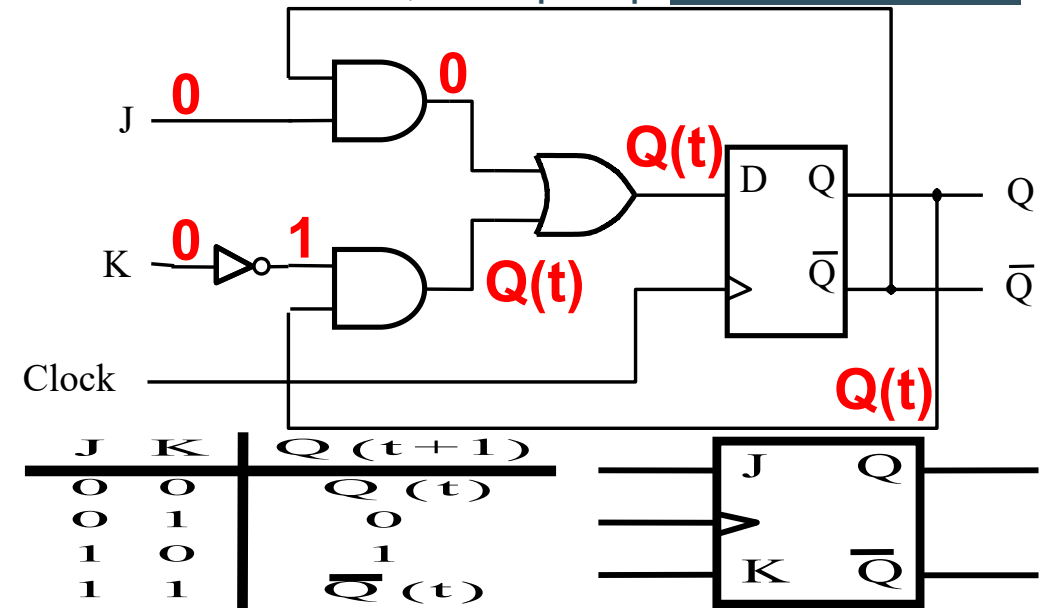 0
0
J
Q(t)
D Q
Q
0
1
K
Q(t)
Q̅
Q̅
Clock
Q(t)
J K Q (t+1)
0 0 Q (t)
0 1 0
1 0 1
1 1 Q̅ (t)
J Q
K Q̅